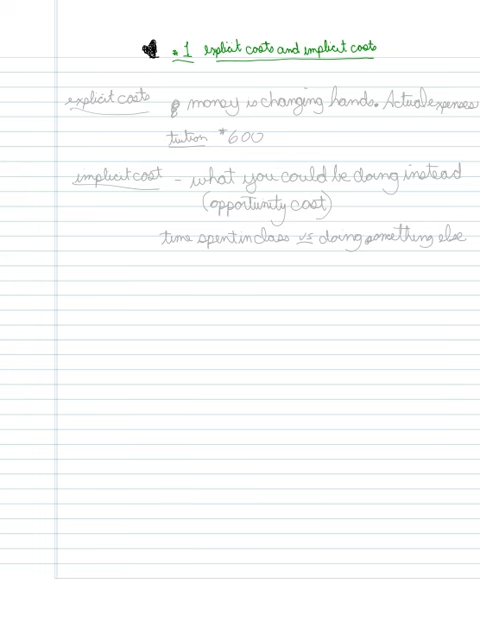 .1 explicit costs and implicit costs
explicit costs money is changing hands. Actual expenses
tuition $600
implicit cost - what you could be doing instead
(opportunity cost)
time spent in class vs doing something else